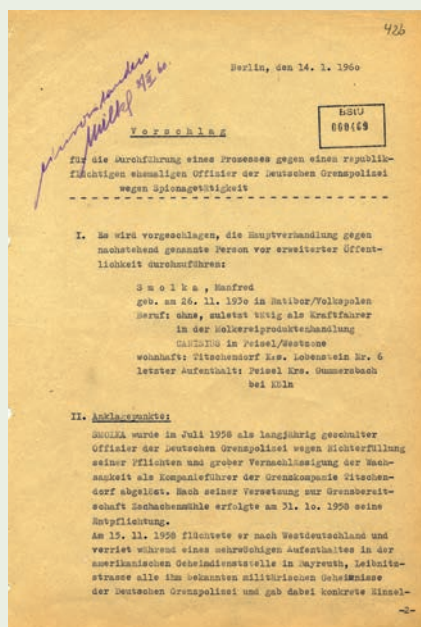 426
Berlin, den 14. 1. 1960
einverstanden
Mielke
BStU
000469
Vorschlag
für die Durchführung eines Prozesses gegen einen republik-
flüchtigen ehemaligen Offizier der Deutschen Grenzpolizei
wegen Spionagetätigkeit
I. Es wird vorgeschlagen, die Hauptverhandlung gegen
nachstehend genannte Person vor erweiterter Öffent-
lichkeit durchzuführen:
Smolka, Manfred
geb. am 26. 11. 1930 in Ratibor/Volkspolen
Beruf: ohne, zuletzt tätig als Kraftfahrer
in der Molkereiproduktenhandlung
in Peisel/Westzone
wohnhaft: Titschendorf Krs. Lobenstein Nr. 6
letzter Aufenthalt: Peisel Krs. Gummersbach
bei Köln
II. Anklagepunkte:
SMOLKA wurde im Juli 1958 als langjährig geschulter
Offizier der Deutschen Grenzpolizei wegen Nichterfüllung
seiner Pflichten und grober Vernachlässigung der Wach-
samkeit als Kompanieführer der Grenzkompanie Titschen-
dorf abgelöst. Nach seiner Versetzung zur Grenzbereit-
schaft Zschachenmühle erfolgte am 31. 10. 1958 seine
Entpflichtung.
Am 15. 11. 1958 flüchtete er nach Westdeutschland und
verriet während eines mehrwöchigen Aufenthaltes in der
amerikanischen Geheimdienststelle in Bayreuth, Leibnitz-
strasse alle ihm bekannten militärischen Geheimnisse
der Deutschen Grenzpolizei und gab dabei konkrete Einzel-
-2-